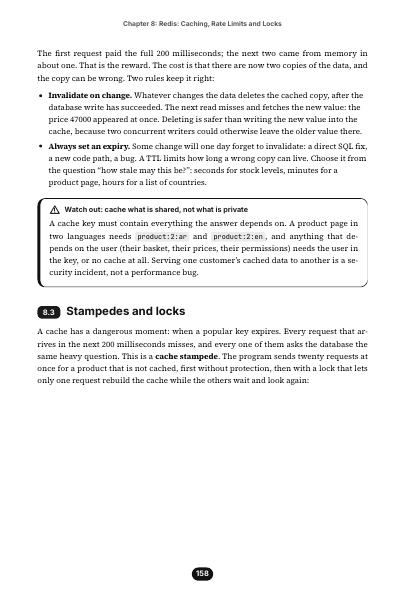 Chapter 8: Redis: Caching, Rate Limits and Locks
The first request paid the full 200 milliseconds; the next two came from memory in
about one. That is the reward. The cost is that there are now two copies of the data, and
the copy can be wrong. Two rules keep it right:
• Invalidate on change. Whatever changes the data deletes the cached copy, after the
database write has succeeded. The next read misses and fetches the new value: the
price 47000 appeared at once. Deleting is safer than writing the new value into the
cache, because two concurrent writers could otherwise leave the older value there.
• Always set an expiry. Some change will one day forget to invalidate: a direct SQL fix,
a new code path, a bug. A TTL limits how long a wrong copy can live. Choose it from
the question “how stale may this be?”: seconds for stock levels, minutes for a
product page, hours for a list of countries.
Watch out: cache what is shared, not what is private
A cache key must contain everything the answer depends on. A product page in
two languages needs product:2:ar and product:2:en, and anything that de-
pends on the user (their basket, their prices, their permissions) needs the user in
the key, or no cache at all. Serving one customer’s cached data to another is a se-
curity incident, not a performance bug.
8.3 Stampedes and locks
A cache has a dangerous moment: when a popular key expires. Every request that ar-
rives in the next 200 milliseconds misses, and every one of them asks the database the
same heavy question. This is a cache stampede. The program sends twenty requests at
once for a product that is not cached, first without protection, then with a lock that lets
only one request rebuild the cache while the others wait and look again:
158